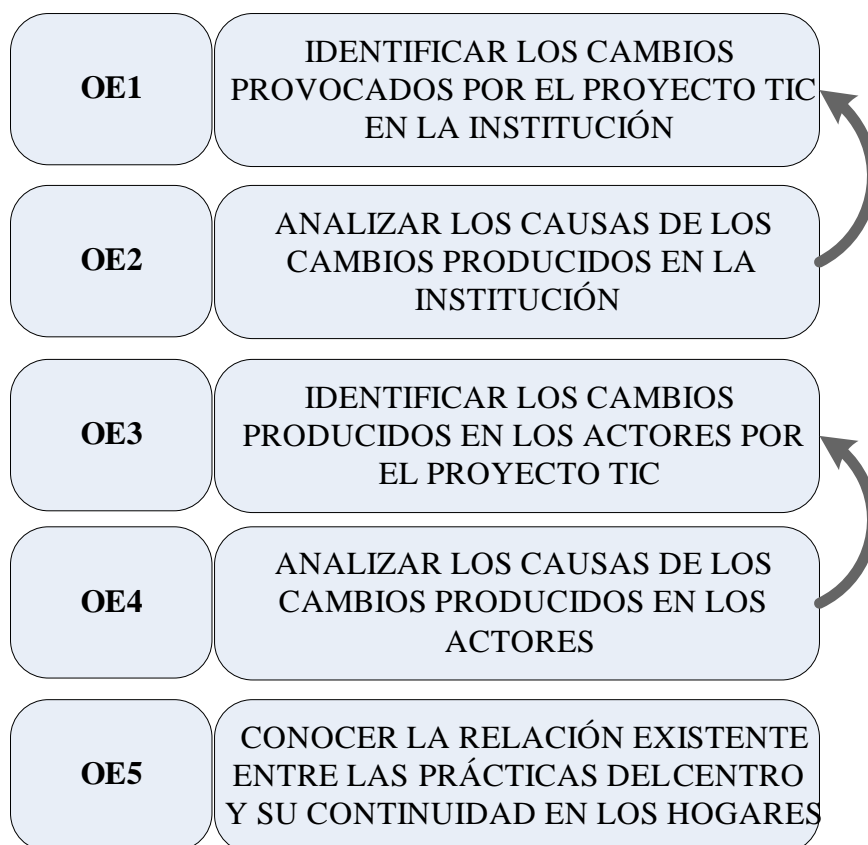 OE1
IDENTIFICAR LOS CAMBIOS
PROVOCADOS POR EL PROYECTO TIC
EN LA INSTITUCIÓN
OE2
ANALIZAR LOS CAUSAS DE LOS
CAMBIOS PRODUCIDOS EN LA
INSTITUCIÓN
OE3
IDENTIFICAR LOS CAMBIOS
PRODUCIDOS EN LOS ACTORES POR
EL PROYECTO TIC
OE4
ANALIZAR LOS CAUSAS DE LOS
CAMBIOS PRODUCIDOS EN LOS
ACTORES
OE5
CONOCER LA RELACIÓN EXISTENTE
ENTRE LAS PRÁCTICAS DELCENTRO
Y SU CONTINUIDAD EN LOS HOGARES